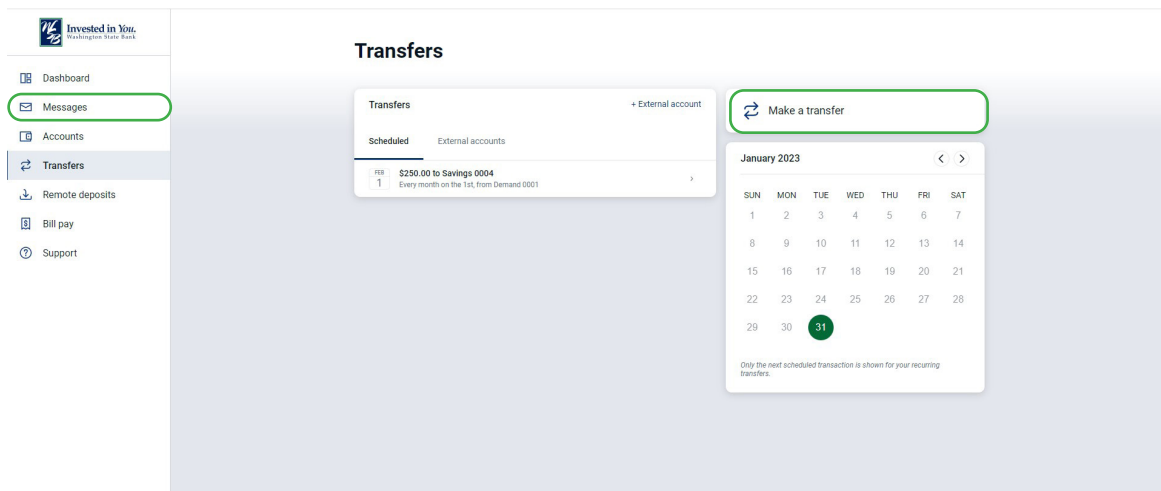 WSB
Invested in You.
Washington State Bank
Dashboard
Messages
Accounts
Transfers
Remote deposits
Bill pay
Support
Transfers
Transfers
+ External account
Scheduled External accounts
FEB
1
$250.00 to Savings 0004
Every month on the 1st, from Demand 0001
Make a transfer
January 2023
SUN MON TUE WED THU FRI SAT
1 2 3 4 5 6 7
8 9 10 11 12 13 14
15 16 17 18 19 20 21
22 23 24 25 26 27 28
29 30 31
Only the next scheduled transaction is shown for your recurring
transfers.